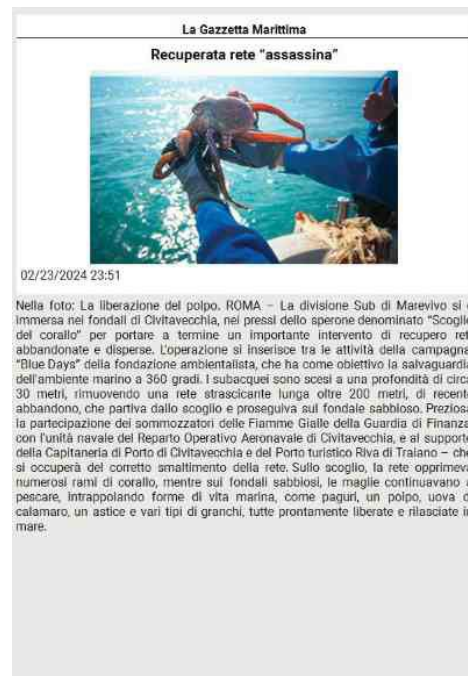 La Gazzetta Marittima
Recuperata rete “assassina”
02/23/2024 23:51
Nella foto: La liberazione del polpo. ROMA – La divisione Sub di Marevivo si
immersa nei fondali di Civitavecchia, nei pressi dello sperone denominato “Scogli
del corallo” per portare a termine un importante intervento di recupero ret
abbandonate e disperse. L'operazione si inserisce tra le attività della campagna
“Blue Days” della fondazione ambientalista, che ha come obiettivo la salvaguardi
dell'ambiente marino a 360 gradi. I subacquei sono scesi a una profondità di circ
30 metri, rimuovendo una rete strascicante lunga oltre 200 metri, di recent
abbandono, che partiva dallo scoglio e proseguiva sul fondale sabbioso. Prezios
la partecipazione dei sommozzatori delle Fiamme Gialle della Guardia di Finanza
con l'unità navale del Reparto Operativo Aeronavale di Civitavecchia, e al support
della Capitaneria di Porto di Civitavecchia e del Porto turistico Riva di Traiano – che
si occuperà del corretto smaltimento della rete. Sullo scoglio, la rete opprimeva
numerosi rami di corallo, mentre sui fondali sabbiosi, le maglie continuavano
pescare, intrappolando forme di vita marina, come paguri, un polpo, uova d
calamaro, un astice e vari tipi di granchi, tutte prontamente liberate e rilasciate i
mare.